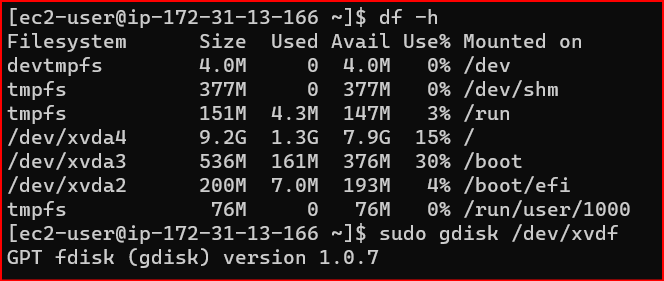 [ec2-user@ip-172-31-13-166 ~]$ df -h
Filesystem      Size  Used Avail Use% Mounted on
devtmpfs        4.0M     0  4.0M   0% /dev
tmpfs           377M     0  377M   0% /dev/shm
tmpfs           151M  4.3M  147M   3% /run
/dev/xvda4      9.2G  1.3G  7.9G  15% /
/dev/xvda3      536M  161M  376M  30% /boot
/dev/xvda2      200M  7.0M  193M   4% /boot/efi
tmpfs            76M     0   76M   0% /run/user/1000
[ec2-user@ip-172-31-13-166 ~]$ sudo gdisk /dev/xvdf
GPT fdisk (gdisk) version 1.0.7